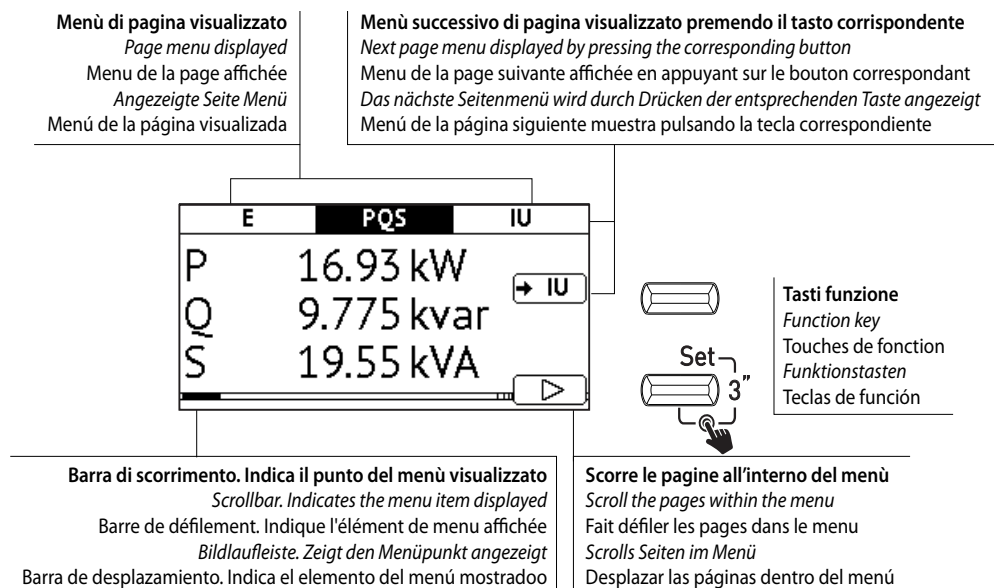 Menù di pagina visualizzato
Page menu displayed
Menu de la page affichée
Angezeigte Seite Menü
Menú de la página visualizada
Menù successivo di pagina visualizzato premendo il tasto corrispondente
Next page menu displayed by pressing the corresponding button
Menu de la page suivante affichée en appuyant sur le bouton correspondant
Das nächste Seitenmenü wird durch Drücken der entsprechenden Taste angezeigt
Menú de la página siguiente muestra pulsando la tecla correspondiente
E PQS IU
P 16.93 kW
→ IU
Q 9.775 kvar
S 19.55 kVA
Set
3"
Tasti funzione
Function key
Touches de fonction
Funktionstasten
Teclas de función
Barra di scorrimento. Indica il punto del menù visualizzato
Scrollbar. Indicates the menu item displayed
Barre de défilement. Indique l'élément de menu affichée
Bildlaufleiste. Zeigt den Menüpunkt angezeigt
Barra de desplazamiento. Indica el elemento del menú mostradoo
Scorre le pagine all'interno del menù
Scroll the pages within the menu
Fait défiler les pages dans le menu
Scrolls Seiten im Menü
Desplazar las páginas dentro del menú